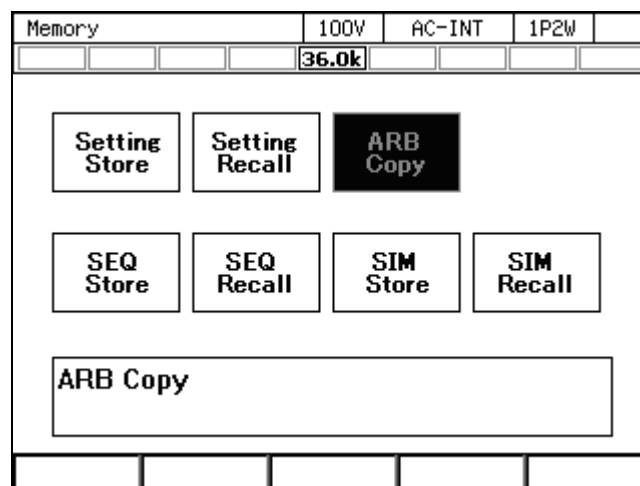 Memory 100V AC-INT 1P2W
36.0k
Setting Store
Setting Recall
ARB Copy
SEQ Store
SEQ Recall
SIM Store
SIM Recall
ARB Copy